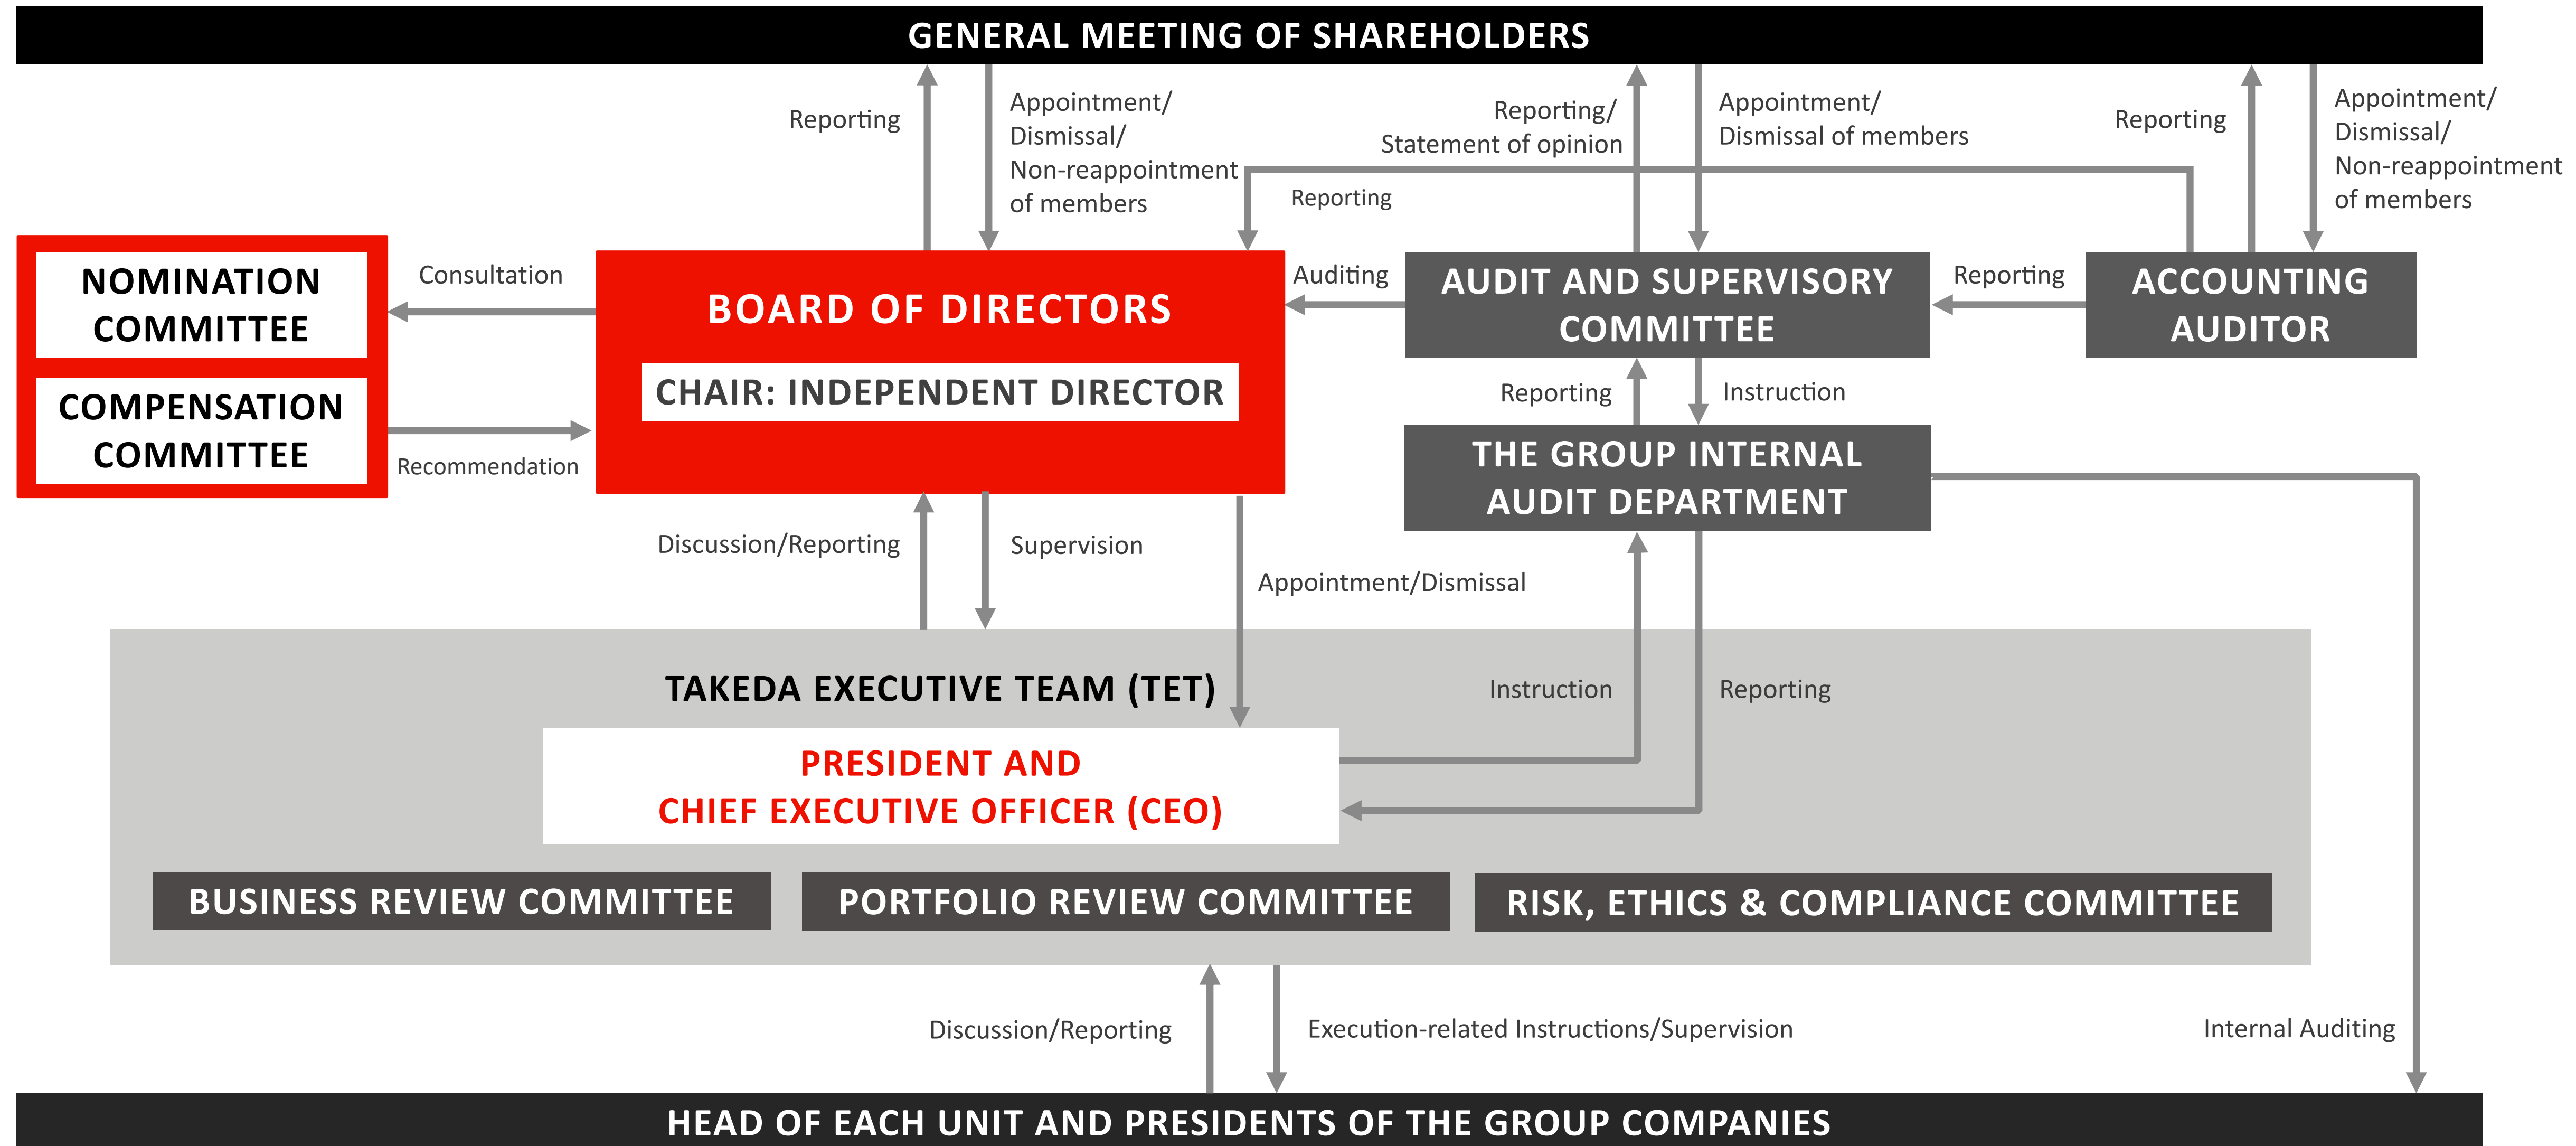 GENERAL MEETING OF SHAREHOLDERS
Reporting
Appointment/
Dismissal/
Non-reappointment
of members
Reporting/
Statement of opinion
Appointment/
Dismissal of members
Reporting
Appointment/
Dismissal/
Non-reappointment
of members
Reporting
NOMINATION
COMMITTEE
COMPENSATION
COMMITTEE
Consultation
Recommendation
BOARD OF DIRECTORS
CHAIR: INDEPENDENT DIRECTOR
Auditing
AUDIT AND SUPERVISORY
COMMITTEE
Reporting
ACCOUNTING
AUDITOR
Reporting
Instruction
THE GROUP INTERNAL
AUDIT DEPARTMENT
Discussion/Reporting
Supervision
Appointment/Dismissal
TAKEDA EXECUTIVE TEAM (TET)
Instruction
Reporting
PRESIDENT AND
CHIEF EXECUTIVE OFFICER (CEO)
BUSINESS REVIEW COMMITTEE
PORTFOLIO REVIEW COMMITTEE
RISK, ETHICS & COMPLIANCE COMMITTEE
Discussion/Reporting
Execution-related Instructions/Supervision
Internal Auditing
HEAD OF EACH UNIT AND PRESIDENTS OF THE GROUP COMPANIES